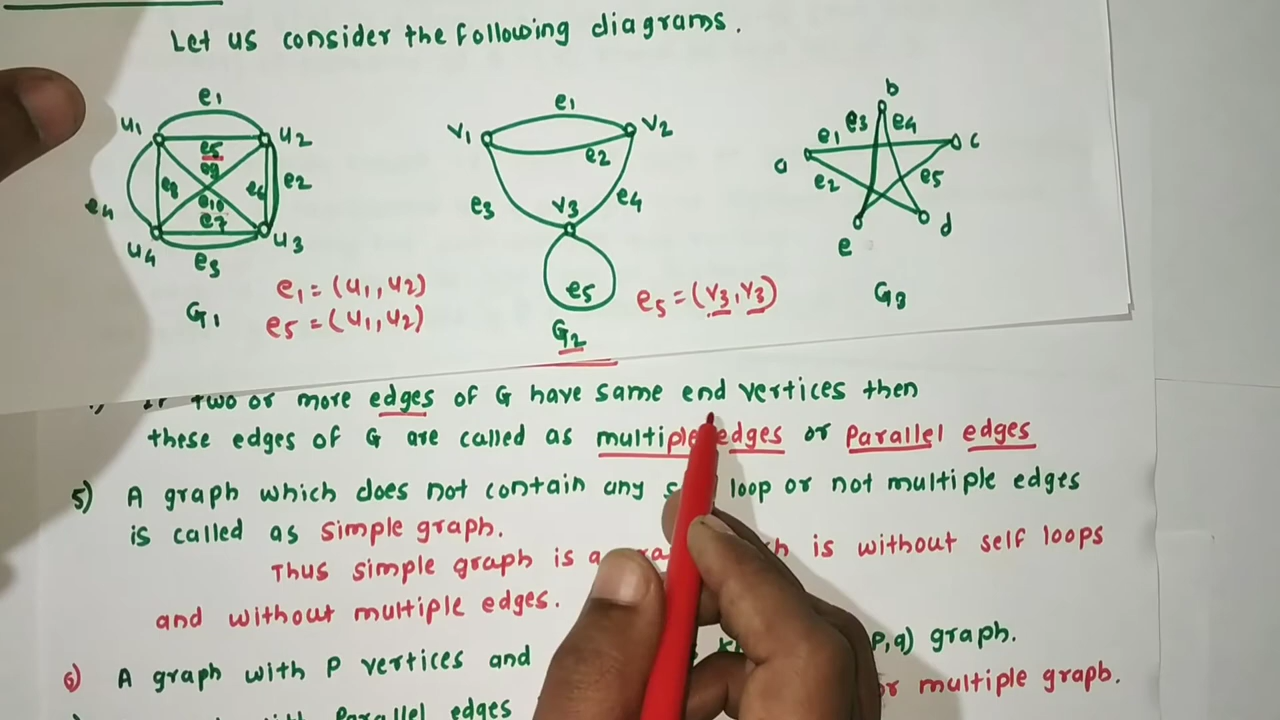 Let us consider the following diagrams.
e1
u1 u2
e5
e9
e8 e6 e2
e4 e10
e7
u4 u3
e3
G1
e1 = (u1, u2)
e5 = (u1, u2)
e1
v1 v2
e2
e3 v3 e4
e5
G2
e5 = (v3, v3)
b
e1 e3 e4
a c
e2 e5
e d
G3
two or more edges of G have same end vertices then
these edges of G are called as multiple edges or Parallel edges
5) A graph which does not contain any loop or not multiple edges
is called as simple graph.
Thus simple graph is a is without self loops
and without multiple edges.
6) A graph with P vertices and P, q) graph.
or multiple graph.
Parallel edges